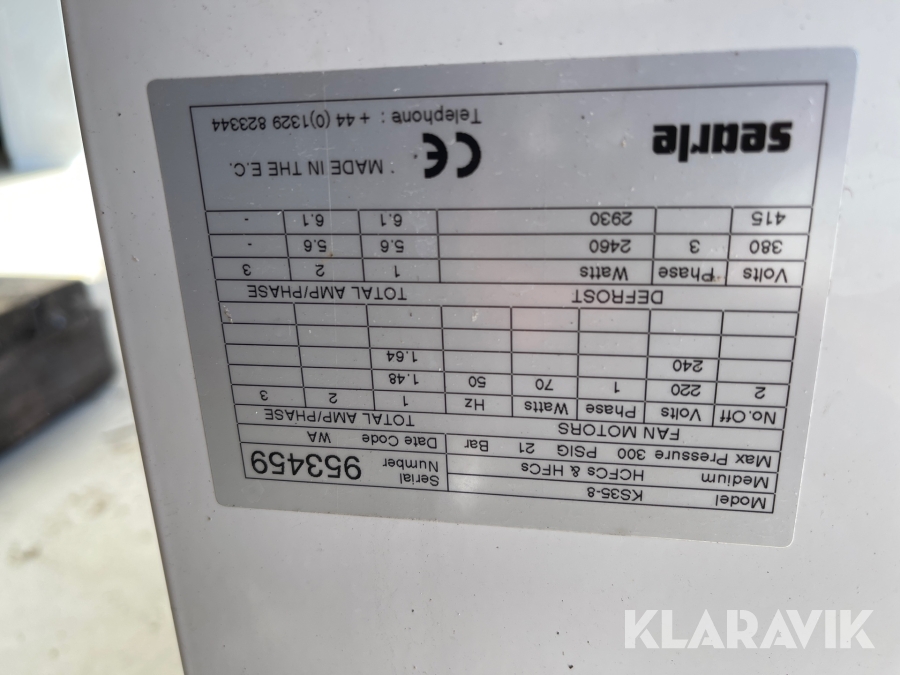 Model KS35-8 Serial Number 953459
Medium HCFCs & HFCs
Max Pressure 300 PSIG 21 Bar Date Code WA
FAN MOTORS TOTAL AMP/PHASE
No.Off Volts Phase Watts Hz 1 2 3
2 220 1 70 50 1.48
240 1.64
DEFROST TOTAL AMP/PHASE
Volts Phase Watts 1 2 3
380 3 2460 5.6 5.6 -
415 2930 6.1 6.1 -
searle CE MADE IN THE E.C.
Telephone : + 44 (0)1329 823344
KLARAVIK